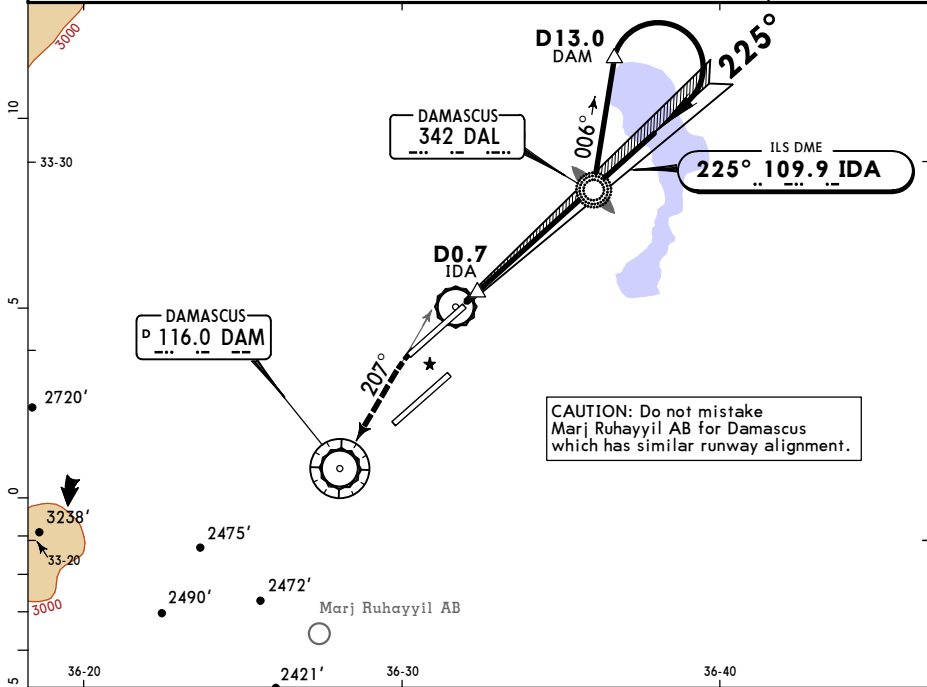 3000
D13.0
DAM
225°
10
DAMASCUS
342 DAL
006°
33-30
ILS DME
225° 109.9 IDA
D0.7
IDA
5
DAMASCUS
D 116.0 DAM
207°
2720'
CAUTION: Do not mistake
Marj Ruhayyil AB for Damascus
which has similar runway alignment.
0
3238'
33-20
2475'
2490'
2472'
3000
Marj Ruhayyil AB
5
36-20
2421'
36-30
36-40